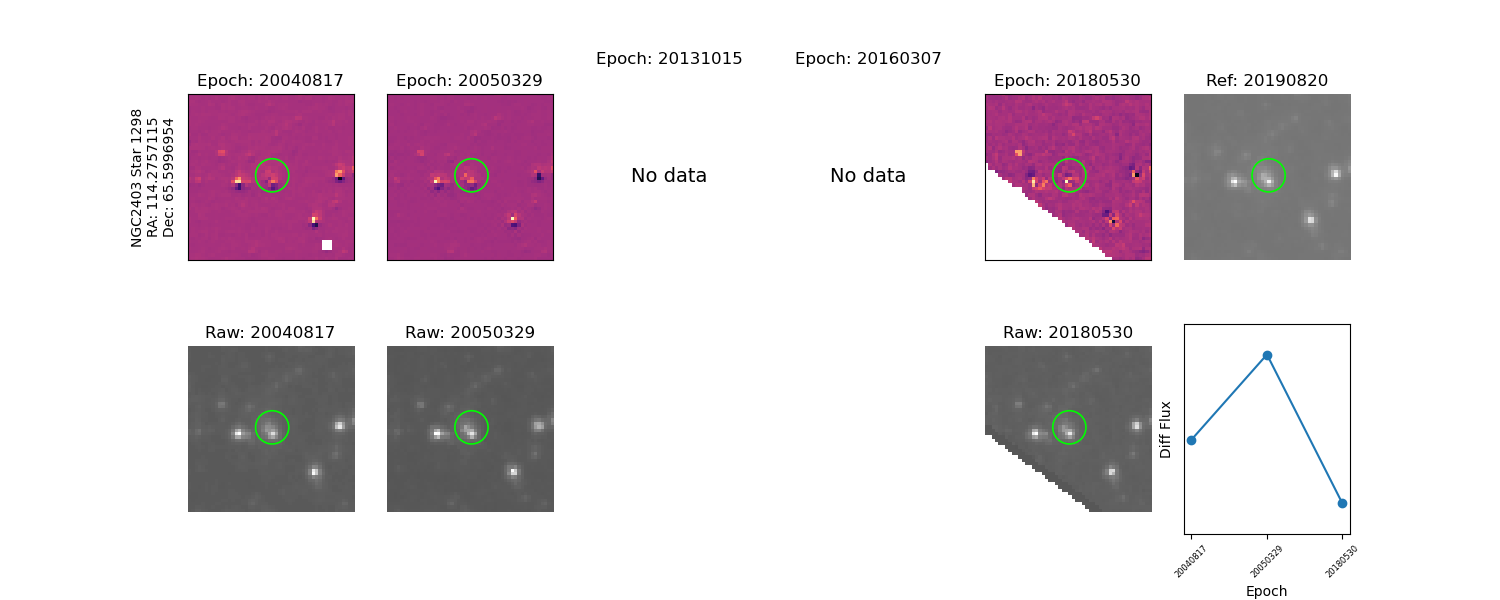 Epoch: 20040817
Epoch: 20050329
Epoch: 20131015
Epoch: 20160307
Epoch: 20180530
Ref: 20190820
NGC2403 Star 1298
RA: 114.2757115
Dec: 65.5996954
No data
No data
Raw: 20040817
Raw: 20050329
Raw: 20180530
Diff Flux
20040817
20050329
20180530
Epoch